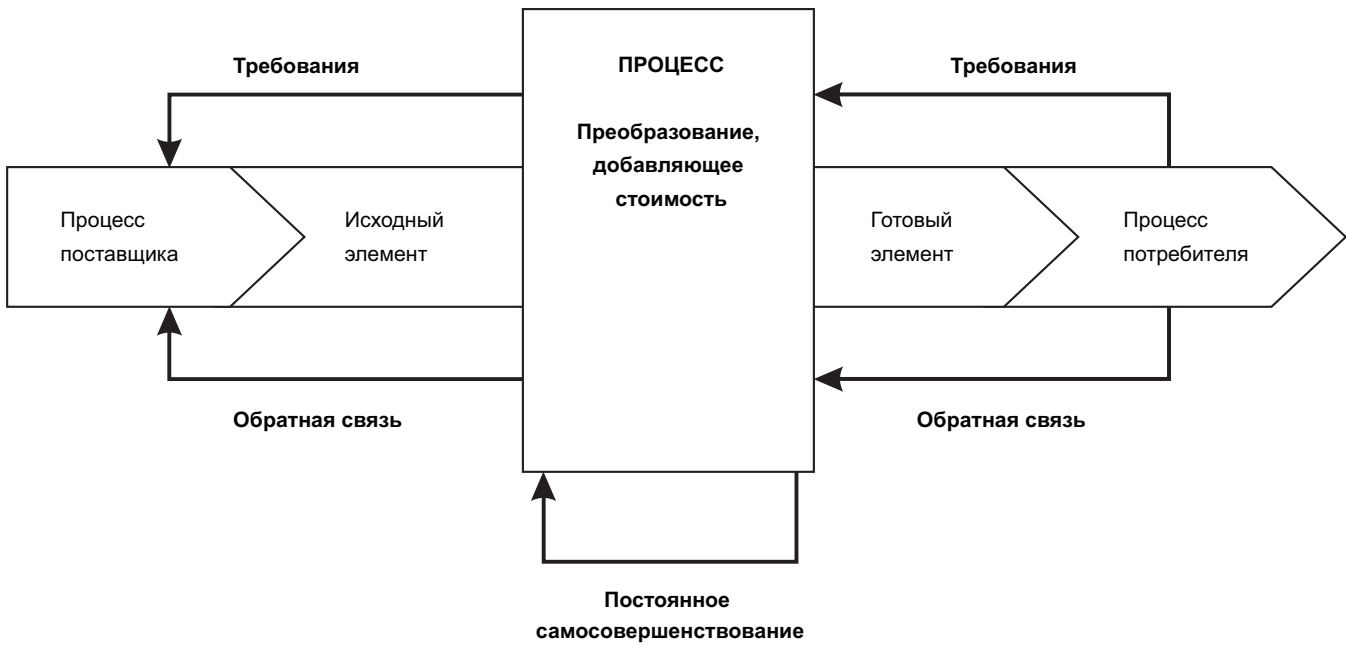 Требования
ПРОЦЕСС
Требования
Преобразование,
добавляющее
стоимость
Процесс
поставщика
Исходный
элемент
Готовый
элемент
Процесс
потребителя
Обратная связь
Обратная связь
Постоянное
самосовершенствование